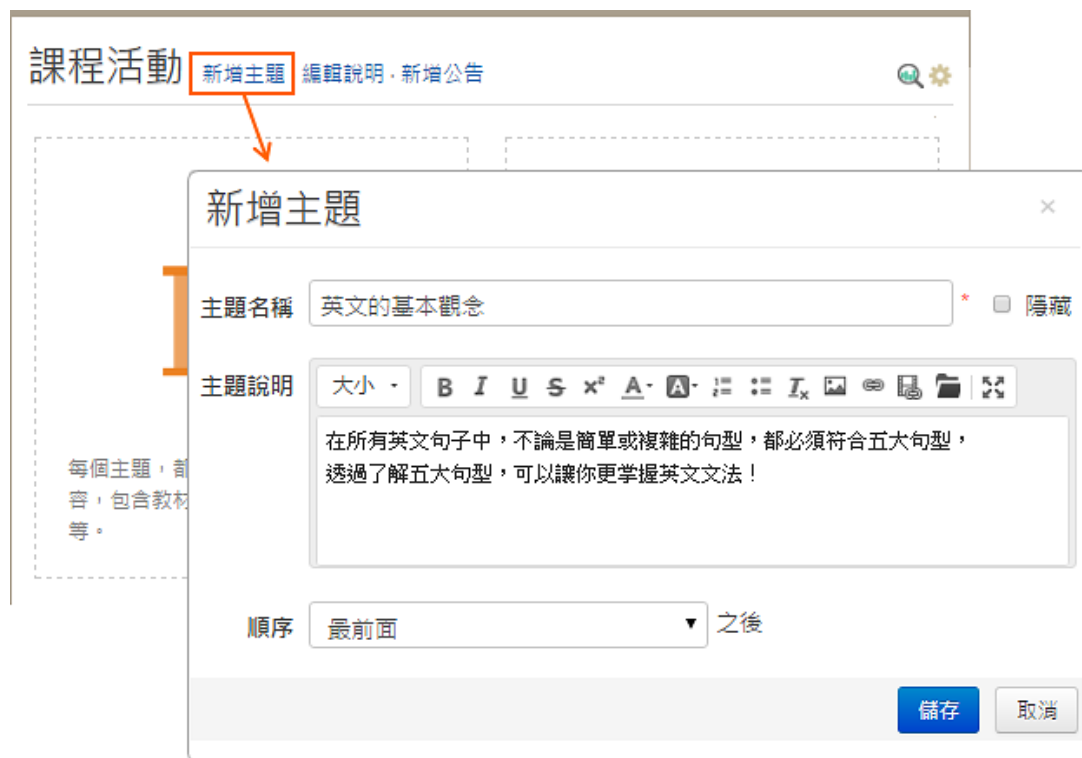 課程活動 新增主題 編輯說明 . 新增公告
新增主題 ×
主題名稱 英文的基本觀念 * 隱藏
主題說明 大小 B I U S x² A A Tx
在所有英文句子中，不論是簡單或複雜的句型，都必須符合五大句型，
透過了解五大句型，可以讓你更掌握英文文法！
每個主題，都
容，包含教材
等。
順序 最前面 之後
儲存 取消